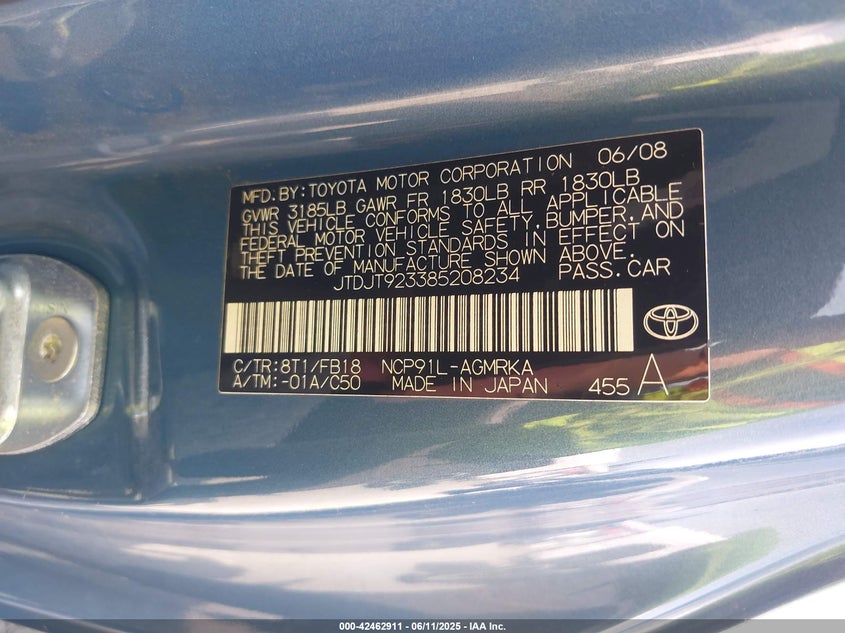 MFD.BY:TOYOTA MOTOR CORPORATION 06/08
GVWR 3185LB GAWR FR 1830LB RR 1830LB
THIS VEHICLE CONFORMS TO ALL APPLICABLE
FEDERAL MOTOR VEHICLE SAFETY,BUMPER,AND
THEFT PREVENTION STANDARDS IN EFFECT ON
THE DATE OF MANUFACTURE SHOWN ABOVE.
JTDJT923385208234 PASS.CAR
C/TR:8T1/FB18 NCP91L-AGMRKA
A/TM:-01A/C50 MADE IN JAPAN 455 A
000-42462911 - 06/11/2025 - IAA Inc.